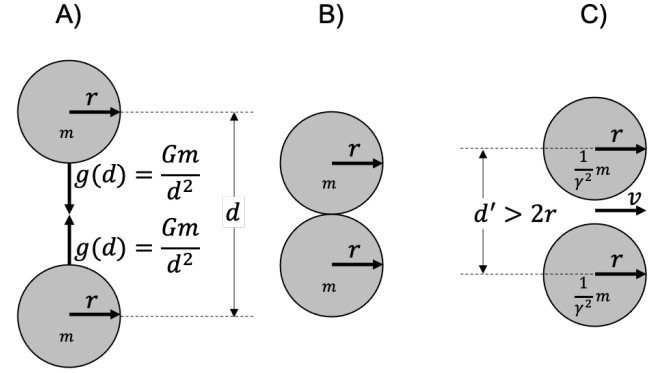 A)
B)
C)
r
m
g(d) = Gm/d²
g(d) = Gm/d²
d
r
m
r
m
r
m
r
1/γ² m
v
d′ > 2r
r
1/γ² m